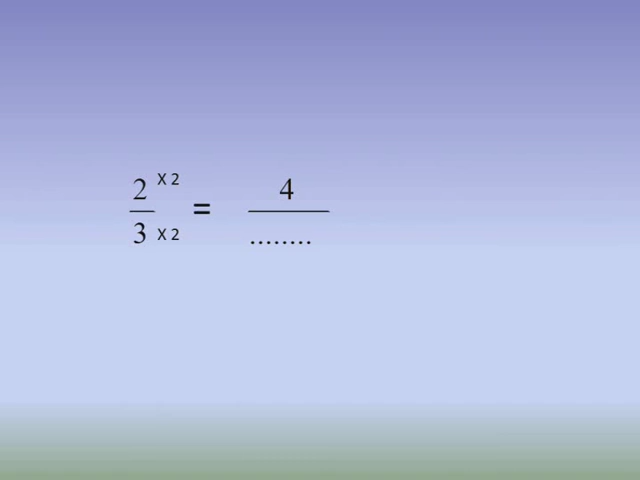 2 X 2 = 4
3 X 2 ........